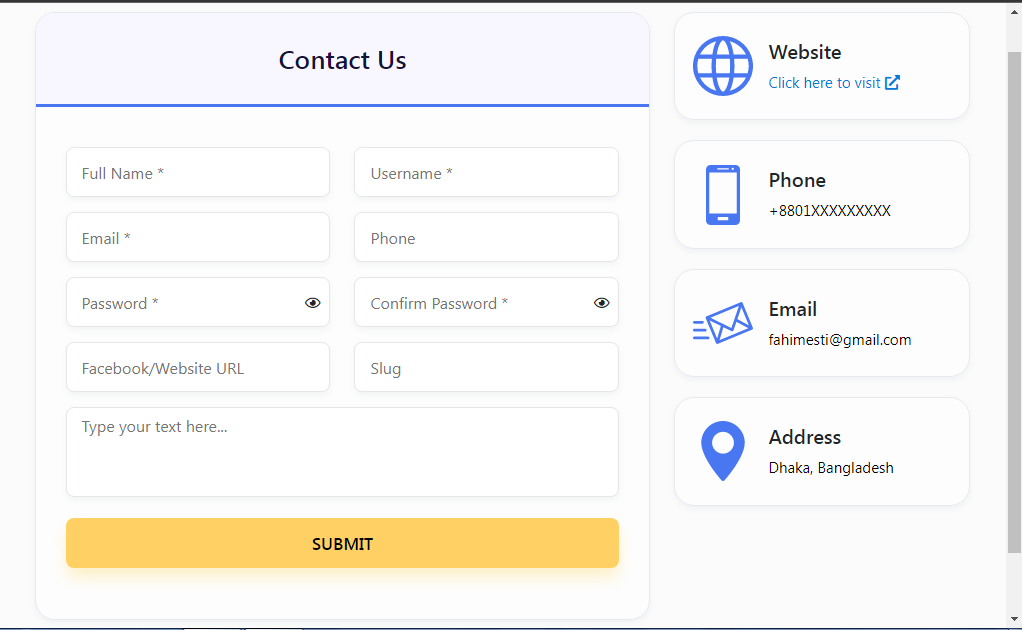 Contact Us
Full Name *
Username *
Email *
Phone
Password *
Confirm Password *
Facebook/Website URL
Slug
Type your text here...
SUBMIT
Website
Click here to visit
Phone
+8801XXXXXXXXX
Email
fahimesti@gmail.com
Address
Dhaka, Bangladesh